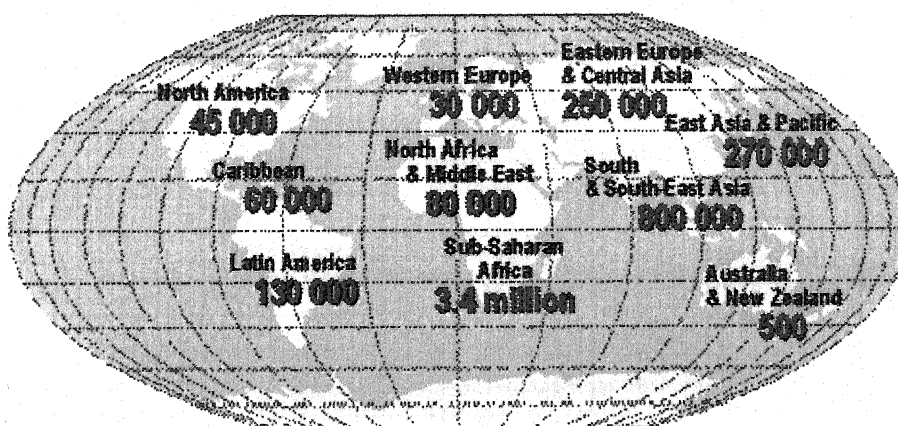 North America
45 000
Western Europe
30 000
Eastern Europe
& Central Asia
250 000
East Asia & Pacific
270 000
Caribbean
60 000
North Africa
& Middle East
80 000
South
& South-East Asia
800 000
Latin America
130 000
Sub-Saharan
Africa
3.4 million
Australia
& New Zealand
500